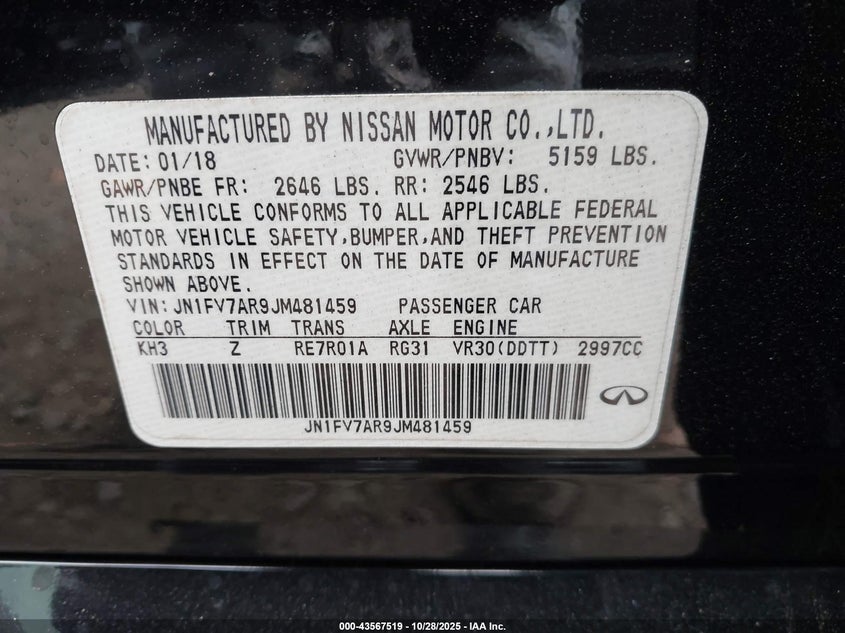 MANUFACTURED BY NISSAN MOTOR CO.,LTD.
DATE: 01/18 GVWR/PNBV: 5159 LBS.
GAWR/PNBE FR: 2646 LBS. RR: 2546 LBS.
THIS VEHICLE CONFORMS TO ALL APPLICABLE FEDERAL
MOTOR VEHICLE SAFETY,BUMPER,AND THEFT PREVENTION
STANDARDS IN EFFECT ON THE DATE OF MANUFACTURE
SHOWN ABOVE.
VIN: JN1FV7AR9JM481459 PASSENGER CAR
COLOR TRIM TRANS AXLE ENGINE
KH3 Z RE7R01A RG31 VR30(DDTT) 2997CC
JN1FV7AR9JM481459
000-43567519 - 10/28/2025 - IAA Inc.